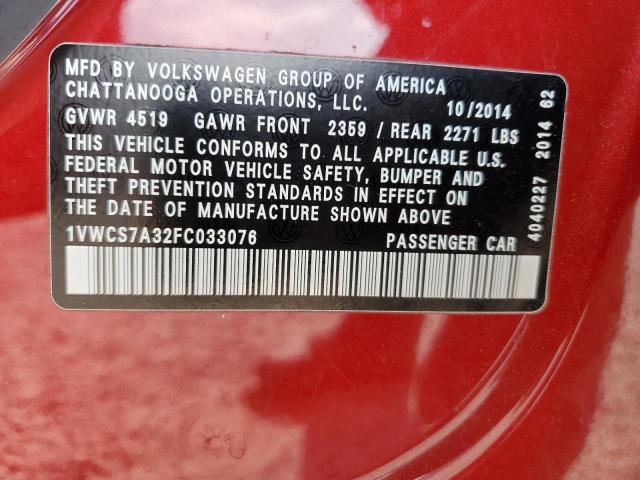 MFD BY VOLKSWAGEN GROUP OF AMERICA
CHATTANOOGA OPERATIONS, LLC. 10/2014
GVWR 4519 GAWR FRONT 2359 / REAR 2271 LBS
THIS VEHICLE CONFORMS TO ALL APPLICABLE U.S.
FEDERAL MOTOR VEHICLE SAFETY, BUMPER AND
THEFT PREVENTION STANDARDS IN EFFECT ON
THE DATE OF MANUFACTURE SHOWN ABOVE
1VWCS7A32FC033076 PASSENGER CAR
4040227 2014 62